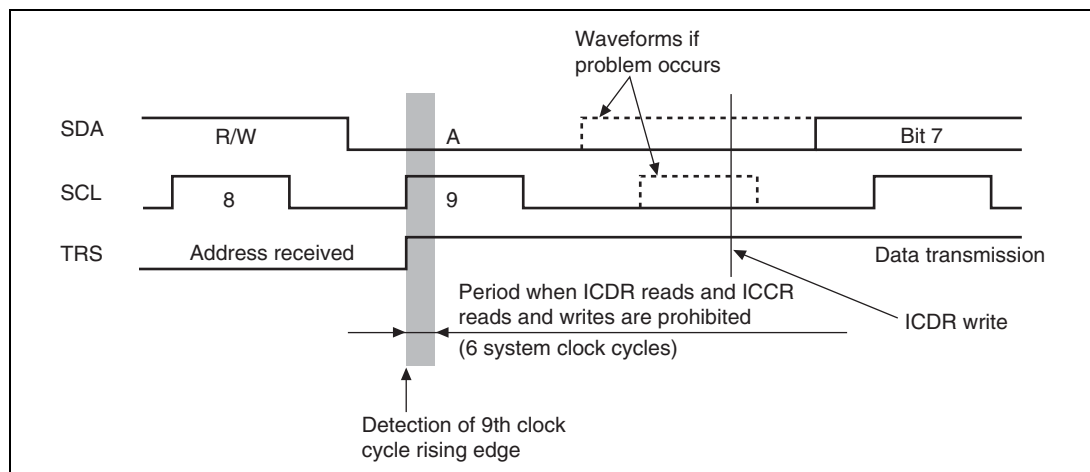 Waveforms if
problem occurs
SDA
R/W
A
Bit 7
SCL
8
9
TRS
Address received
Data transmission
Period when ICDR reads and ICCR
reads and writes are prohibited
(6 system clock cycles)
ICDR write
Detection of 9th clock
cycle rising edge